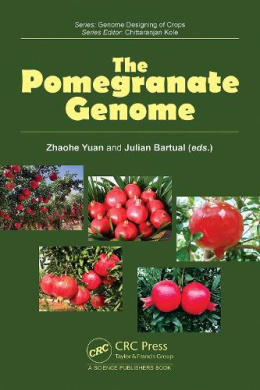 Series: Genome Designing of Crops
Series Editor: Chittaranjan Kole
The
Pomegranate
Genome
Zhaohe Yuan and Julian Bartual (eds.)
CRC
CRC Press
Taylor & Francis Group
A SCIENCE PUBLISHERS BOOK